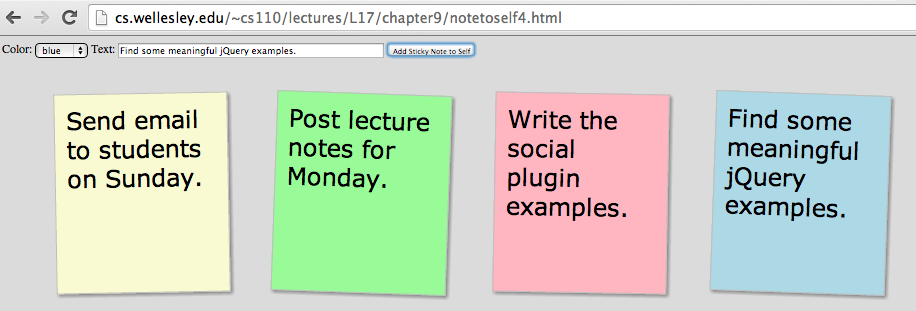 cs.wellesley.edu/~cs110/lectures/L17/chapter9/notetoself4.html
Color: blue Text: Find some meaningful jQuery examples. Add Sticky Note to Self
Send email
to students
on Sunday.
Post lecture
notes for
Monday.
Write the
social
plugin
examples.
Find some
meaningful
jQuery
examples.